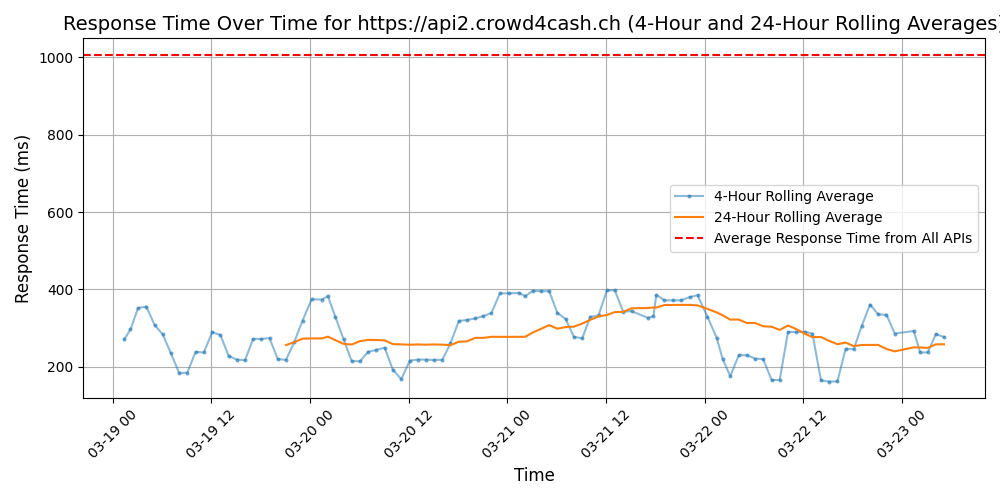 Response Time Over Time for https://api2.crowd4cash.ch (4-Hour and 24-Hour Rolling Averages)
Response Time (ms)
1000
800
600
400
200
4-Hour Rolling Average
24-Hour Rolling Average
Average Response Time from All APIs
03-19 00
03-19 12
03-20 00
03-20 12
03-21 00
03-21 12
03-22 00
03-22 12
03-23 00
Time